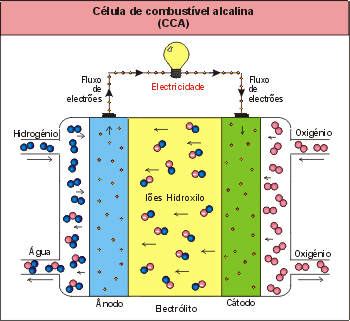 Célula de combustível alcalina
(CCA)
Fluxo
de
electrões
Electricidade
Fluxo
de
electrões
Hidrogénio
Oxigénio
Iões Hidroxilo
Água
Oxigénio
Ânodo
Electrólito
Cátodo